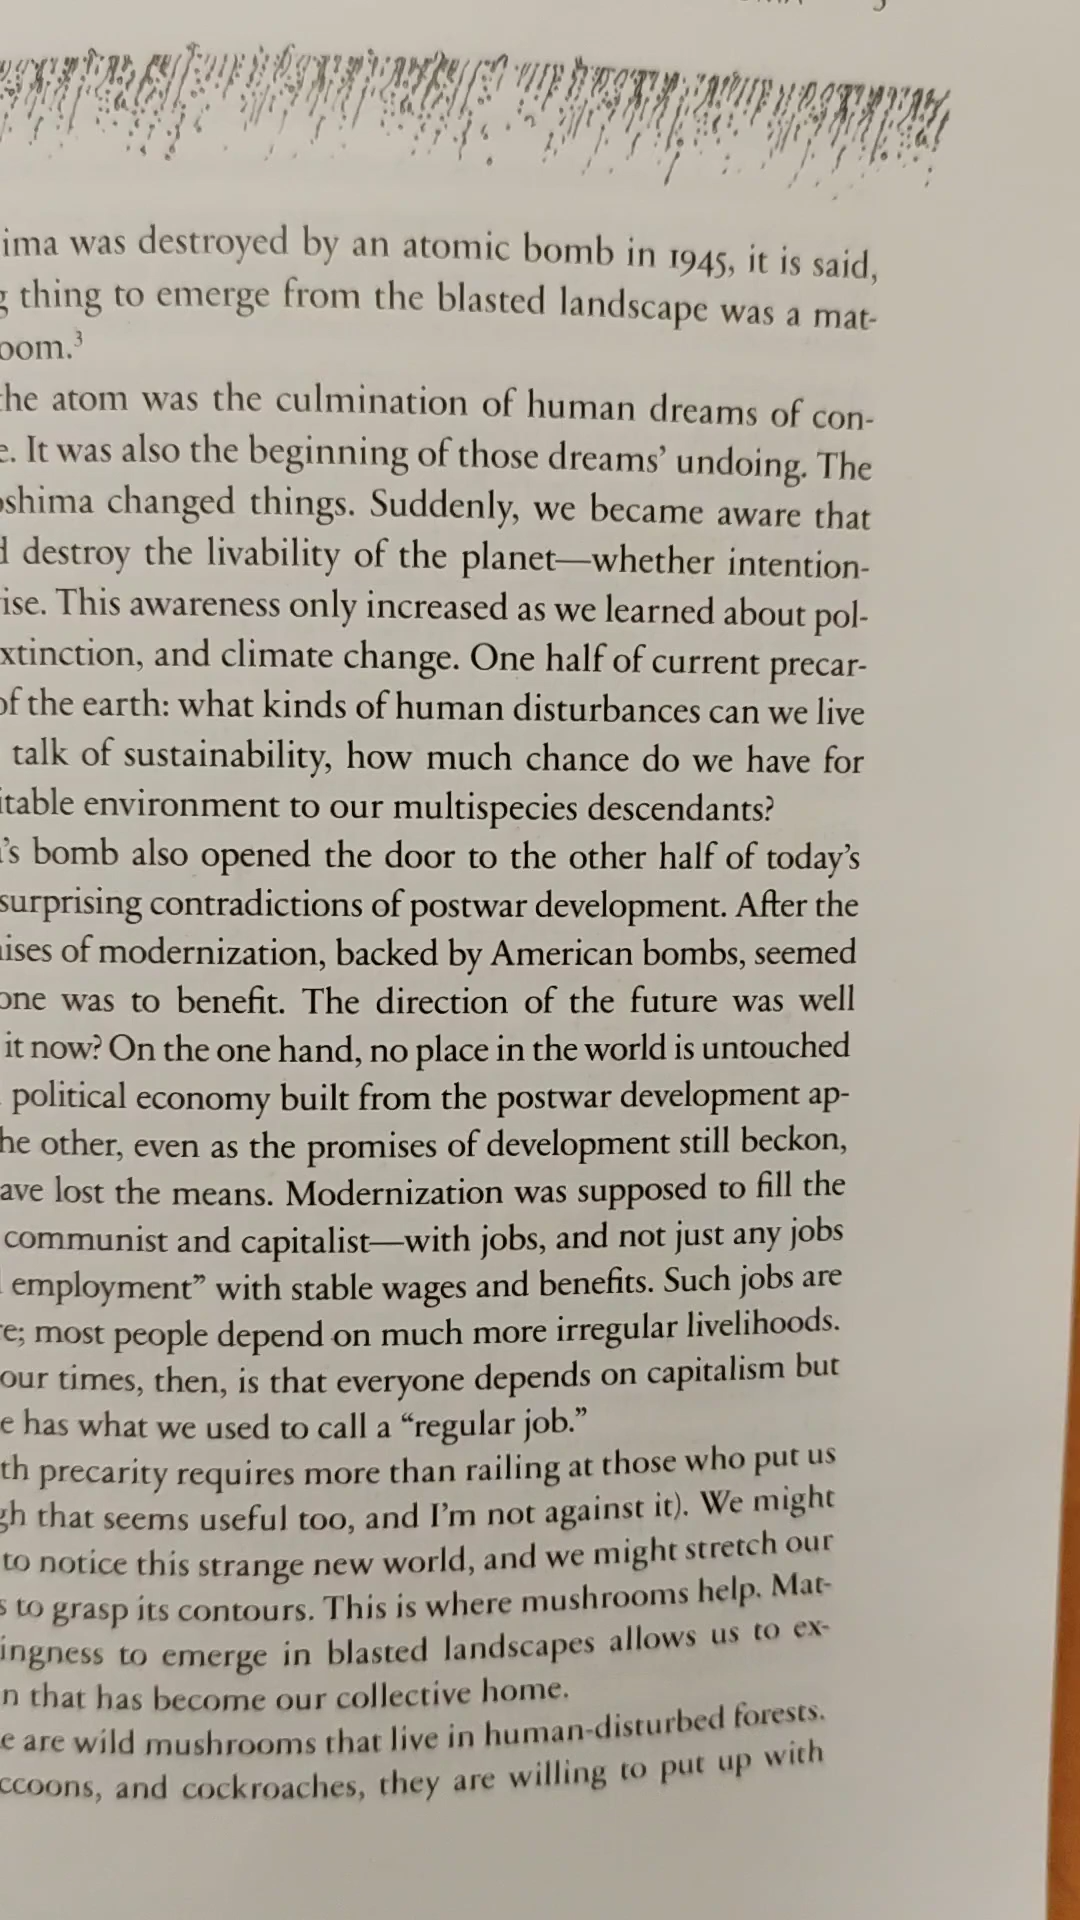 ima was destroyed by an atomic bomb in 1945, it is said,
g thing to emerge from the blasted landscape was a mat-
oom.3
the atom was the culmination of human dreams of con-
e. It was also the beginning of those dreams’ undoing. The
oshima changed things. Suddenly, we became aware that
d destroy the livability of the planet—whether intention-
ise. This awareness only increased as we learned about pol-
xtinction, and climate change. One half of current precar-
of the earth: what kinds of human disturbances can we live
talk of sustainability, how much chance do we have for
itable environment to our multispecies descendants?
’s bomb also opened the door to the other half of today’s
surprising contradictions of postwar development. After the
ises of modernization, backed by American bombs, seemed
one was to benefit. The direction of the future was well
it now? On the one hand, no place in the world is untouched
political economy built from the postwar development ap-
he other, even as the promises of development still beckon,
ave lost the means. Modernization was supposed to fill the
communist and capitalist—with jobs, and not just any jobs
employment” with stable wages and benefits. Such jobs are
e; most people depend on much more irregular livelihoods.
our times, then, is that everyone depends on capitalism but
e has what we used to call a “regular job.”
th precarity requires more than railing at those who put us
gh that seems useful too, and I’m not against it). We might
to notice this strange new world, and we might stretch our
s to grasp its contours. This is where mushrooms help. Mat-
ingness to emerge in blasted landscapes allows us to ex-
n that has become our collective home.
e are wild mushrooms that live in human-disturbed forests.
ccoons, and cockroaches, they are willing to put up with